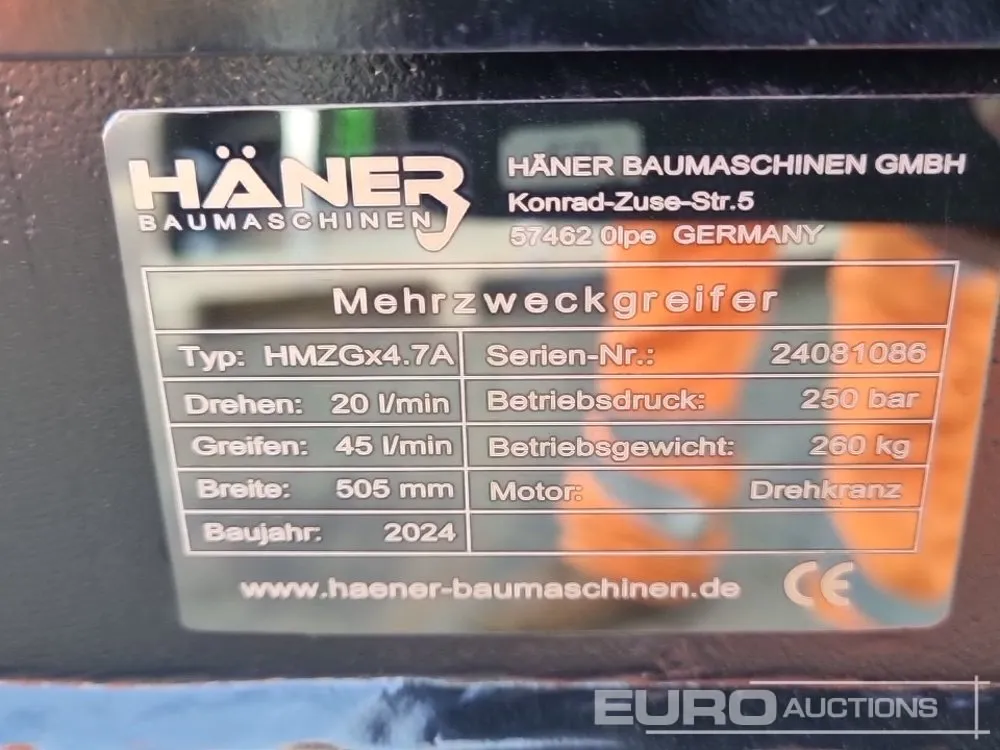 HÄNER
BAUMASCHINEN
HÄNER BAUMASCHINEN GMBH
Konrad-Zuse-Str.5
57462 Olpe GERMANY
Mehrzweckgreifer
Typ: HMZGx4.7A Serien-Nr.: 24081086
Drehen: 20 l/min Betriebsdruck: 250 bar
Greifen: 45 l/min Betriebsgewicht: 260 kg
Breite: 505 mm Motor: Drehkranz
Baujahr: 2024
www.haener-baumaschinen.de CE
EURO AUCTIONS